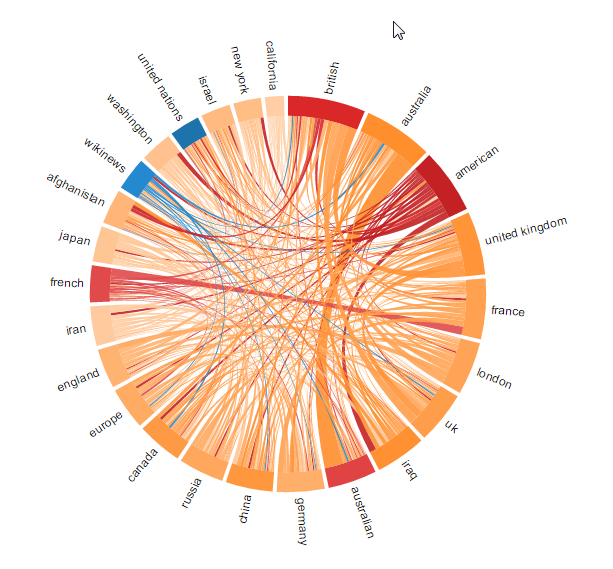 british
australia
american
united kingdom
france
london
uk
iraq
australian
germany
china
russia
canada
europe
england
iran
french
japan
afghanistan
wikinews
washington
united nations
israel
new york
california